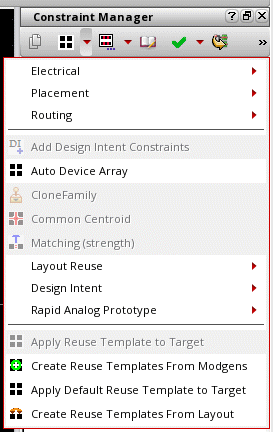 Constraint Manager
Electrical
Placement
Routing
Add Design Intent Constraints
Auto Device Array
CloneFamily
Common Centroid
Matching (strength)
Layout Reuse
Design Intent
Rapid Analog Prototype
Apply Reuse Template to Target
Create Reuse Templates From Modgens
Apply Default Reuse Template to Target
Create Reuse Templates From Layout